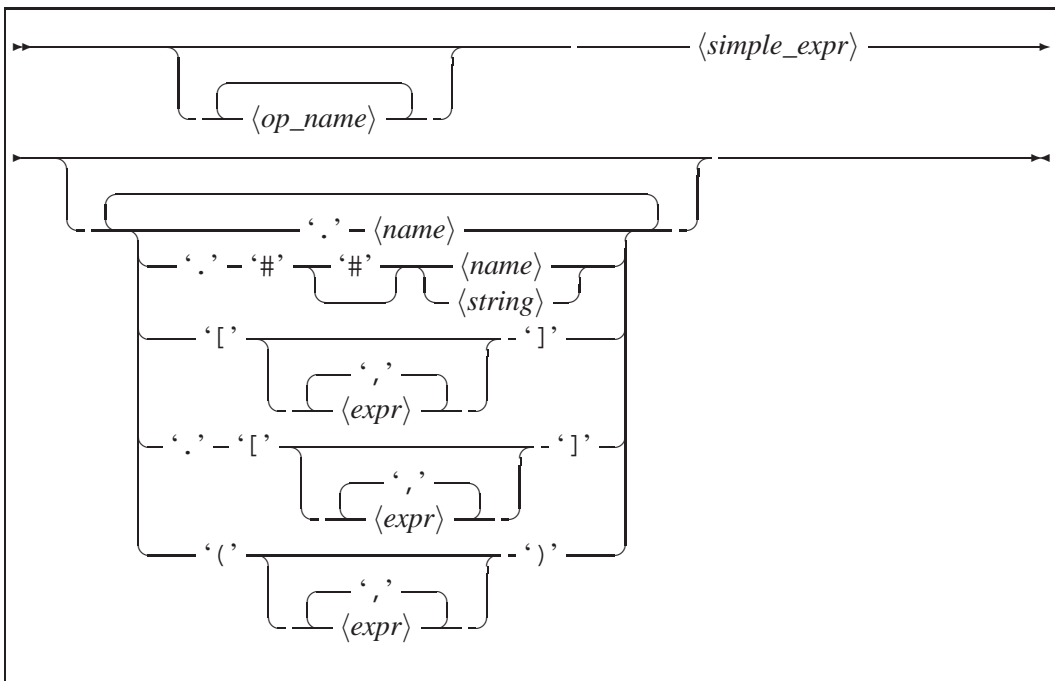 ⟨simple_expr⟩
⟨op_name⟩
‘.’ ⟨name⟩
‘.’ ‘#’ ‘#’ ⟨name⟩
⟨string⟩
‘[’ ‘]’
‘,’
⟨expr⟩
‘.’ ‘[’ ‘]’
‘,’
⟨expr⟩
‘(’ ‘)’
‘,’
⟨expr⟩